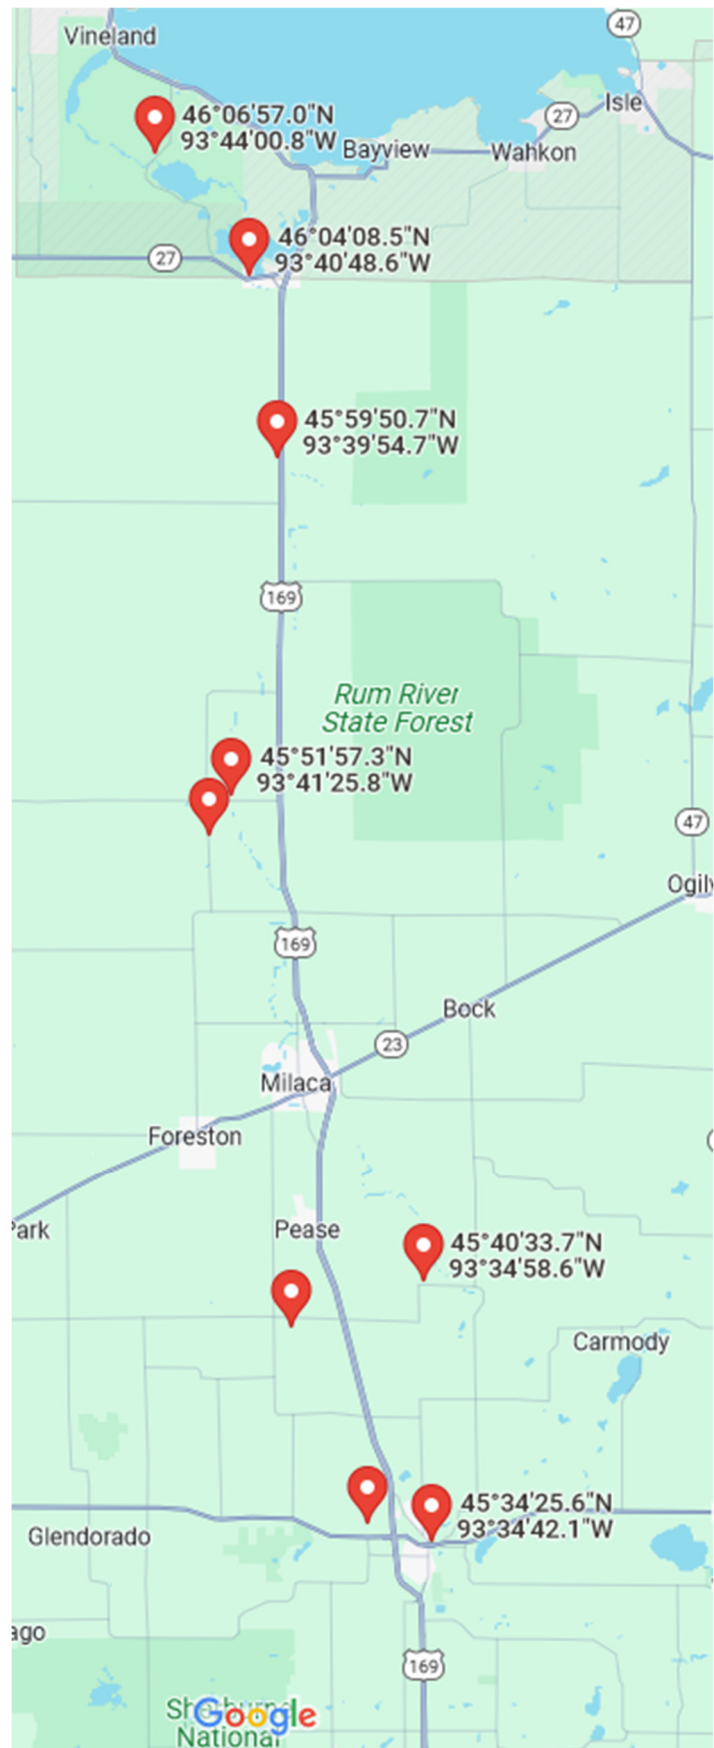 Vineland
47
46°06'57.0"N
93°44'00.8"W
Isle
27
Bayview
Wahkon
46°04'08.5"N
93°40'48.6"W
27
45°59'50.7"N
93°39'54.7"W
169
Rum River
State Forest
45°51'57.3"N
93°41'25.8"W
47
Ogilv
169
Bock
23
Milaca
Foreston
Park
Pease
45°40'33.7"N
93°34'58.6"W
Carmody
45°34'25.6"N
93°34'42.1"W
Glendorado
ago
169
Google
National